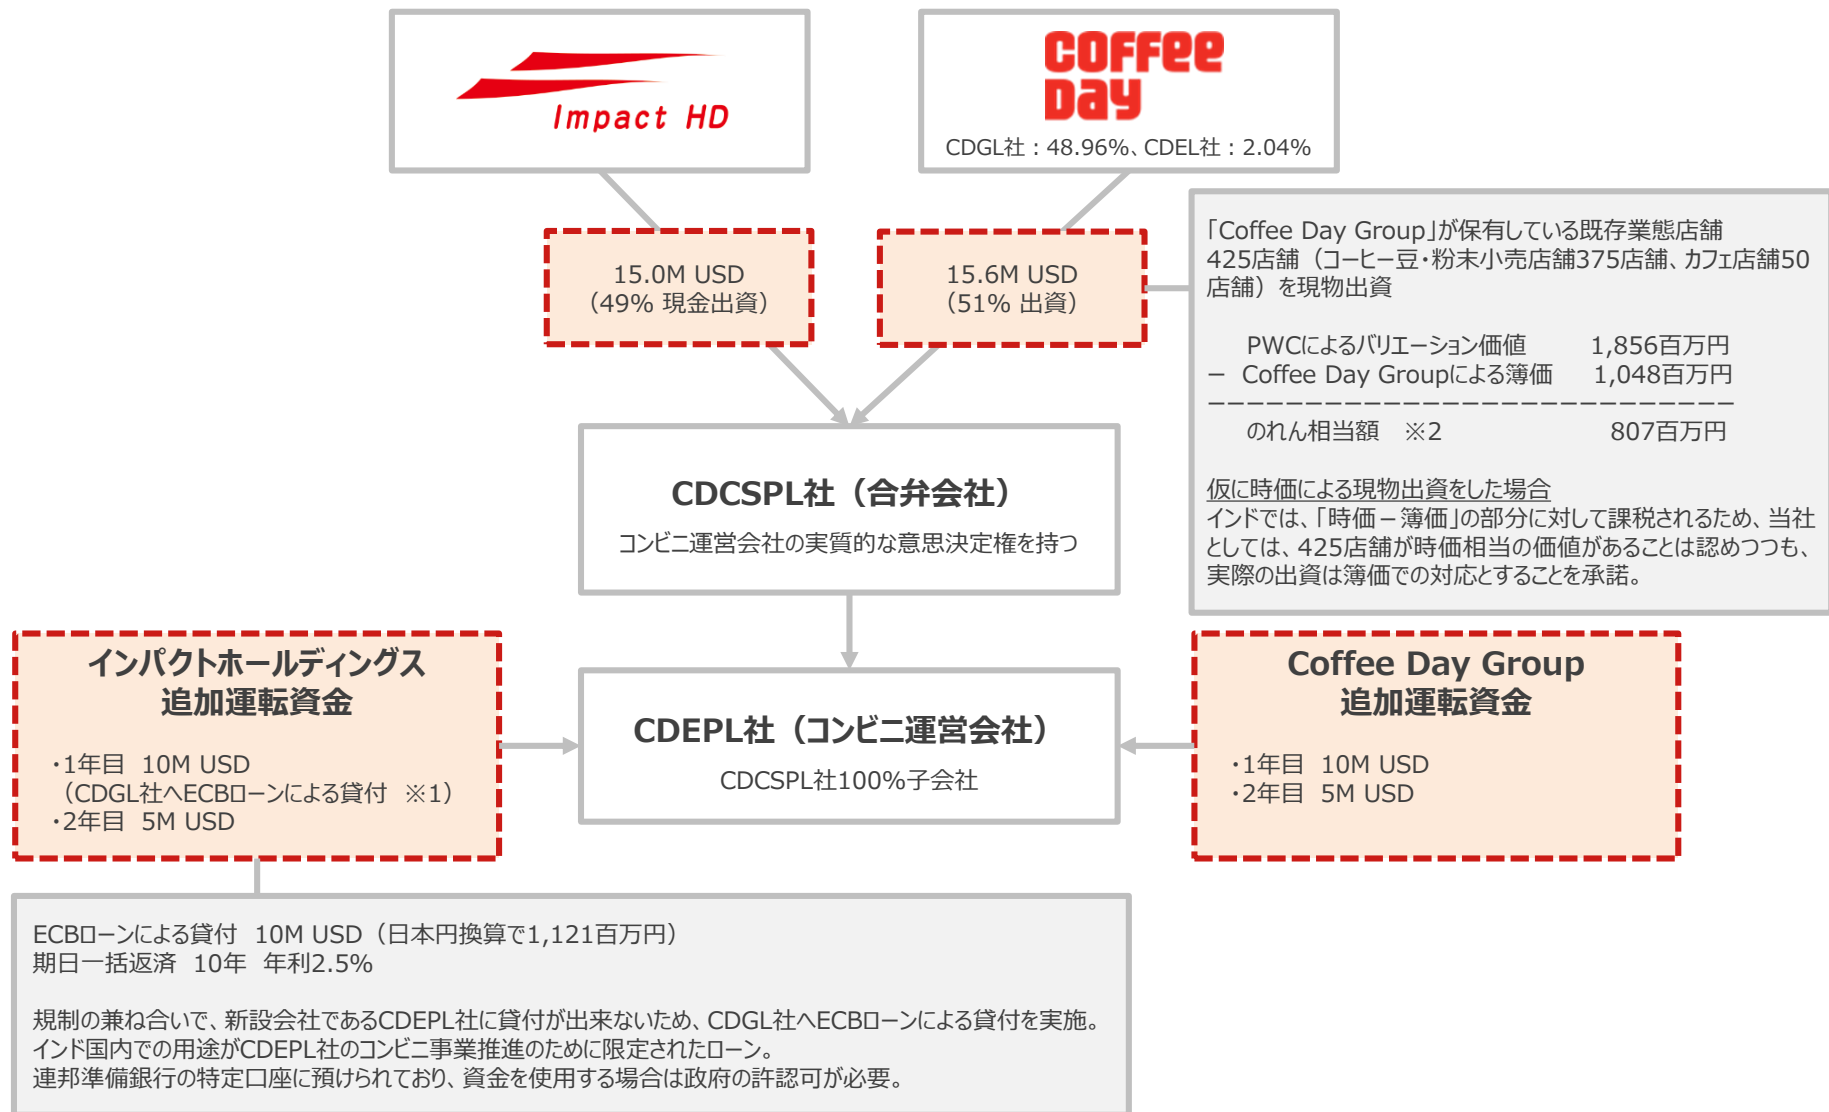 Impact HD
COFFEE
DAY
CDGL社：48.96%、CDEL社：2.04%
15.0M USD
（49% 現金出資）
15.6M USD
（51% 出資）
「Coffee Day Group」が保有している既存業態店舗
425店舗（コーヒー豆・粉末小売店舗375店舗、カフェ店舗50
店舗）を現物出資
PWCによるバリエーション価値 1,856百万円
－ Coffee Day Groupによる簿価 1,048百万円
－－－－－－－－－－－－－－－－－－－－－－－－－－－
のれん相当額 ※2 807百万円
仮に時価による現物出資をした場合
インドでは、「時価－簿価」の部分に対して課税されるため、当社
としては、425店舗が時価相当の価値があることは認めつつも、
実際の出資は簿価での対応とすることを承諾。
CDCSPL社（合弁会社）
コンビニ運営会社の実質的な意思決定権を持つ
インパクトホールディングス
追加運転資金
・1年目 10M USD
（CDGL社へECBローンによる貸付 ※1）
・2年目 5M USD
CDEPL社（コンビニ運営会社）
CDCSPL社100%子会社
Coffee Day Group
追加運転資金
・1年目 10M USD
・2年目 5M USD
ECBローンによる貸付 10M USD（日本円換算で1,121百万円）
期日一括返済 10年 年利2.5%
規制の兼ね合いで、新設会社であるCDEPL社に貸付が出来ないため、CDGL社へECBローンによる貸付を実施。
インド国内での用途がCDEPL社のコンビニ事業推進のために限定されたローン。
連邦準備銀行の特定口座に預けられており、資金を使用する場合は政府の許認可が必要。